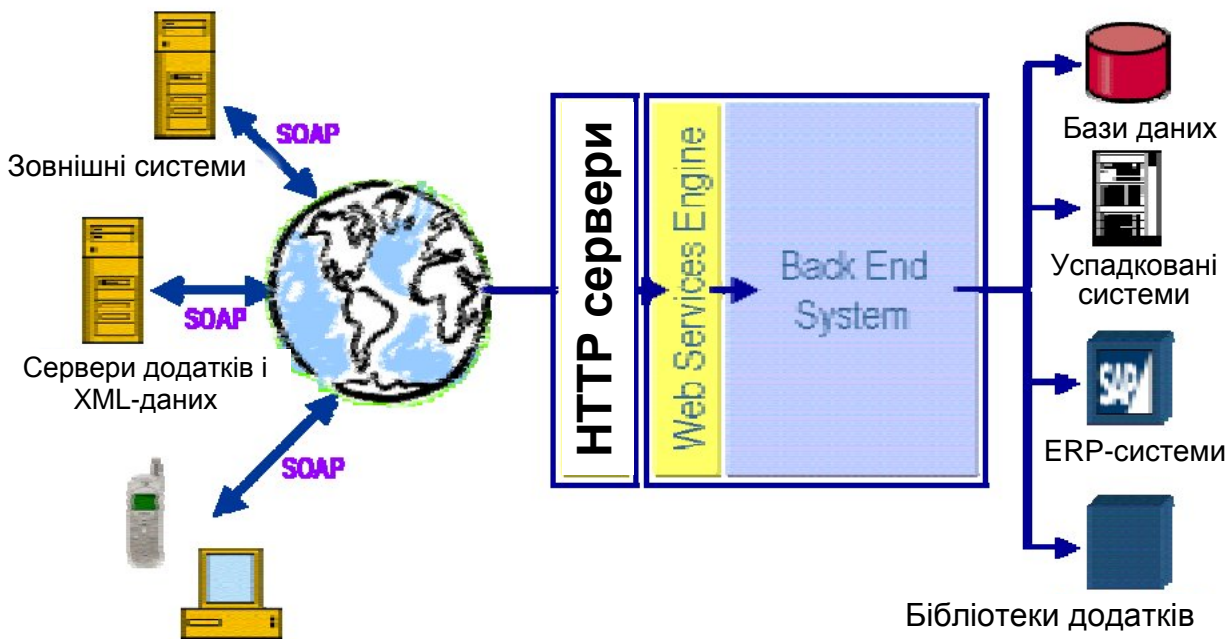 SOAP
Зовнішні системи
SOAP
Сервери додатків і
XML-даних
SOAP
HTTP сервери
Web Services Engine
Back End
System
Бази даних
Успадковані
системи
SAP
ERP-системи
Бібліотеки додатків